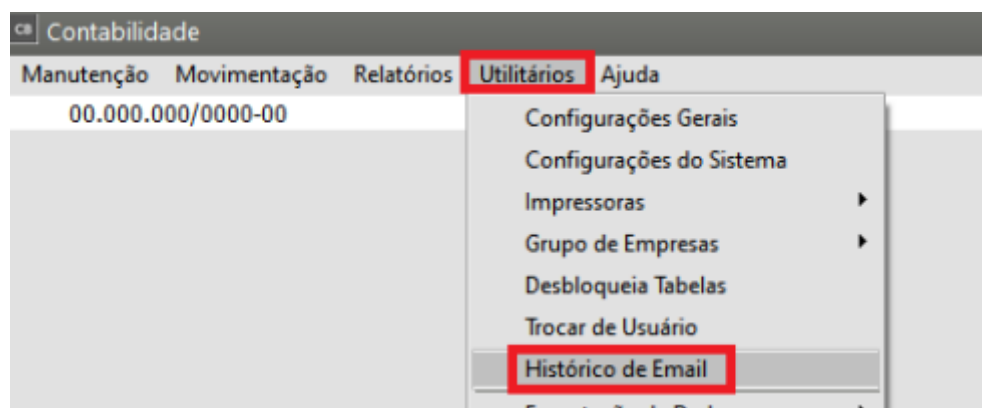 CB Contabilidade
Manutenção Movimentação Relatórios Utilitários Ajuda
00.000.000/0000-00
Configurações Gerais
Configurações do Sistema
Impressoras
Grupo de Empresas
Desbloqueia Tabelas
Trocar de Usuário
Histórico de Email